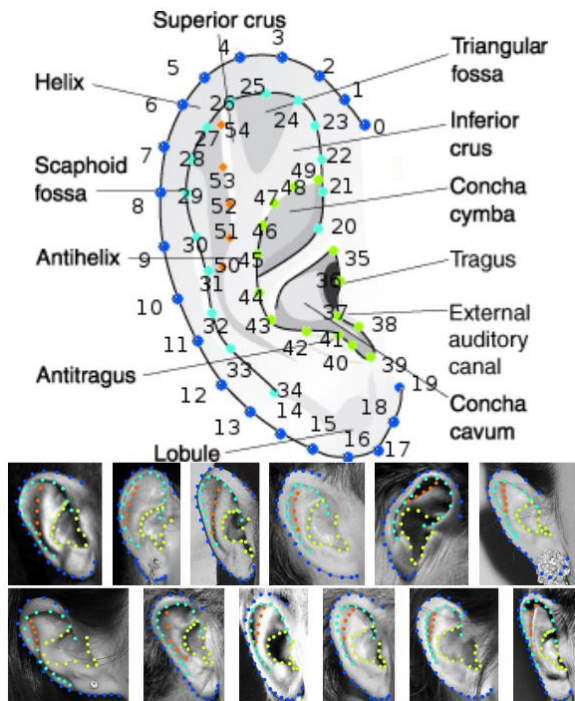 Superior crus
3
4
2
5
Triangular
fossa
Helix
25
1
6
26
24
23
0
54
Inferior
crus
27
7
28
22
Scaphoid
fossa
53
49
48
21
29
47
Concha
cymba
8
52
20
46
51
30
Antihelix
9
45
35
50
Tragus
31
36
44
10
37
External
auditory
canal
32
43
38
11
41
42
33
40
39
Antitragus
19
12
34
Concha
cavum
14
18
13
15
16
17
Lobule